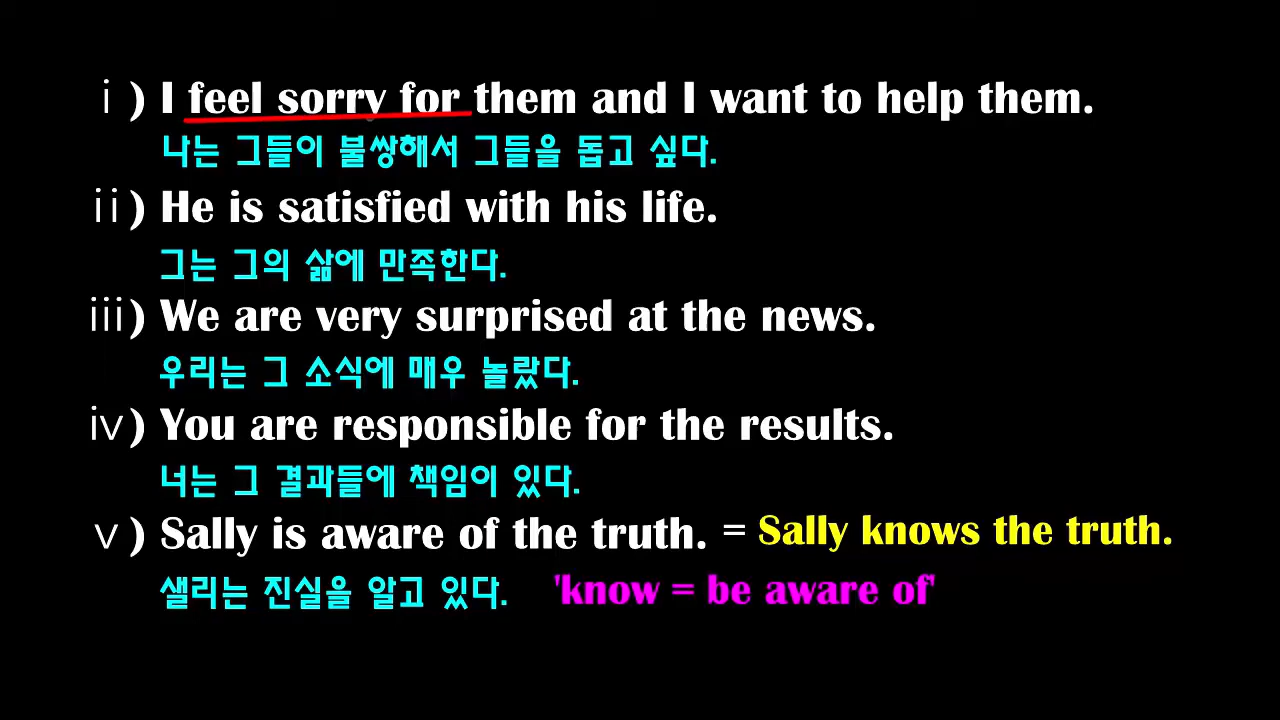 ⅰ) I feel sorry for them and I want to help them.
나는 그들이 불쌍해서 그들을 돕고 싶다.
ⅱ) He is satisfied with his life.
그는 그의 삶에 만족한다.
ⅲ) We are very surprised at the news.
우리는 그 소식에 매우 놀랐다.
ⅳ) You are responsible for the results.
너는 그 결과들에 책임이 있다.
ⅴ) Sally is aware of the truth. = Sally knows the truth.
샐리는 진실을 알고 있다. 'know = be aware of'